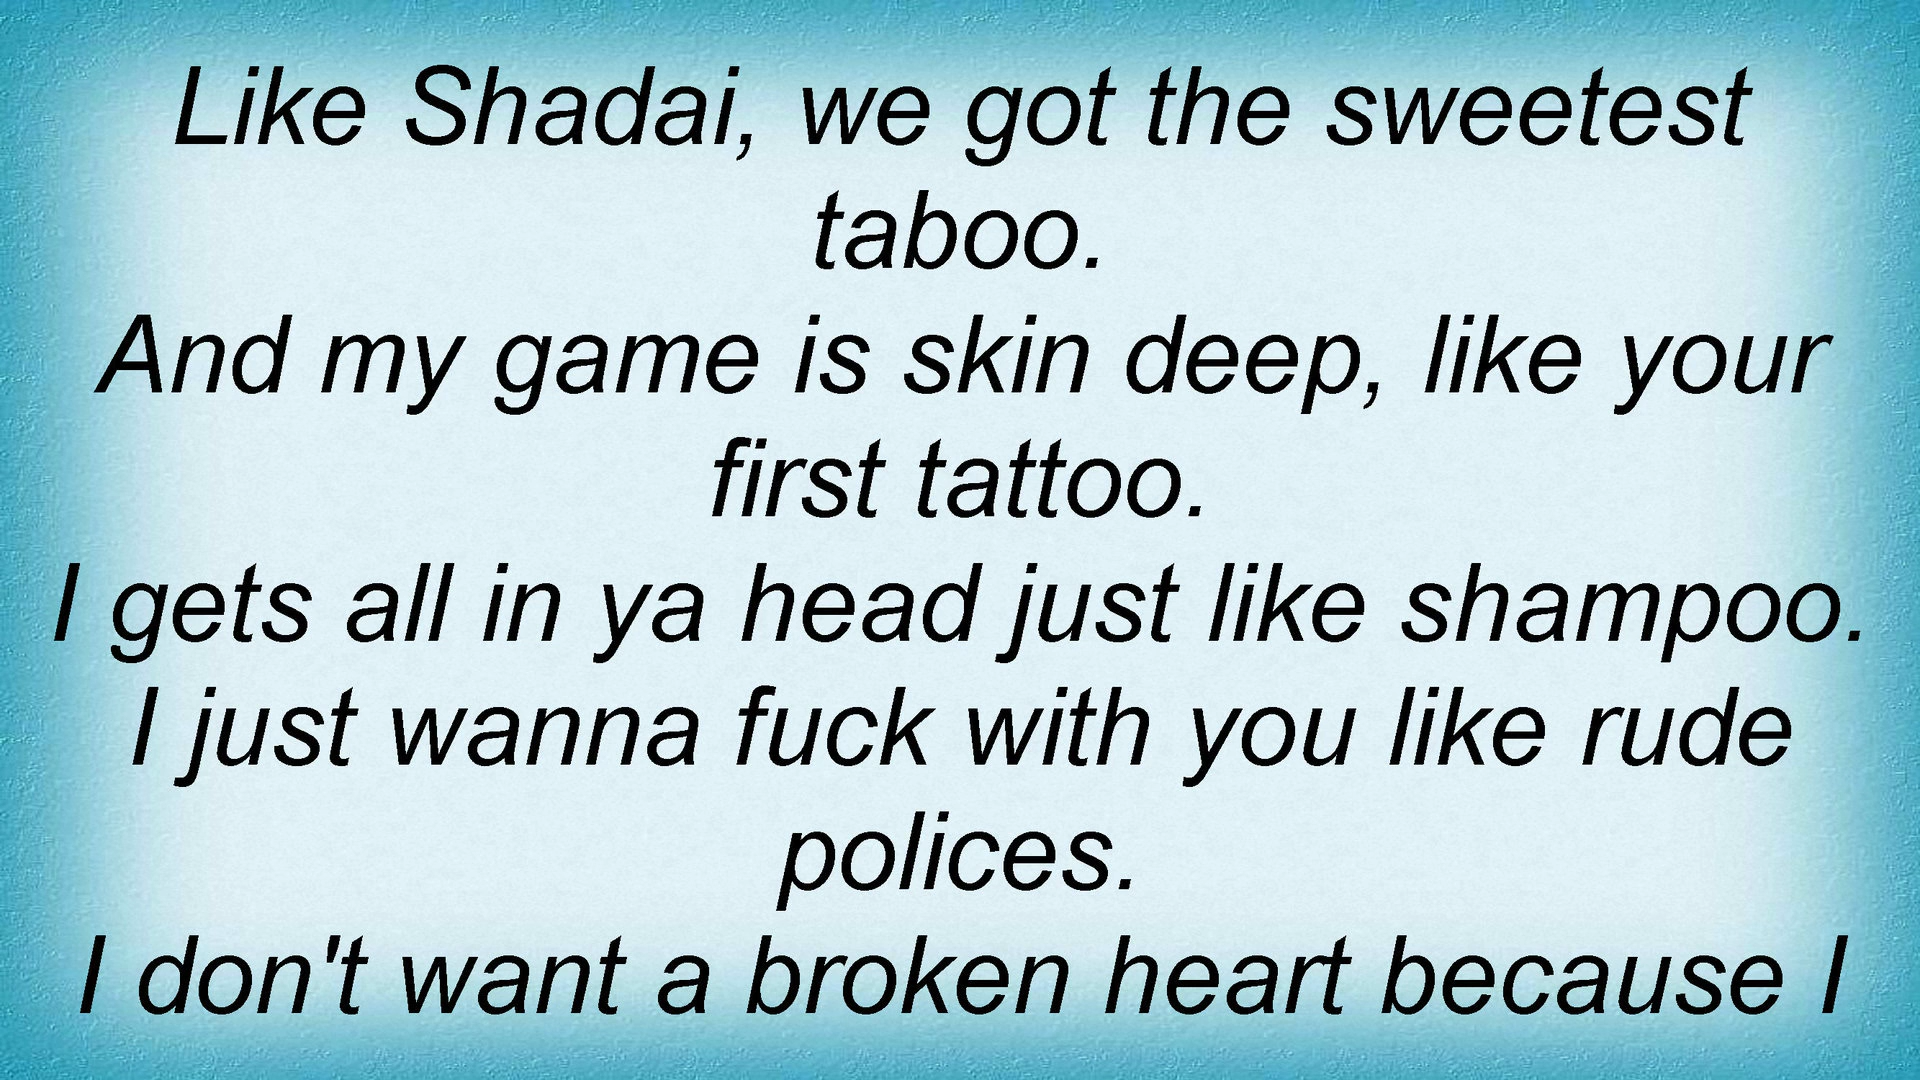 Like Shadai, we got the sweetest
taboo.
And my game is skin deep, like your
first tattoo.
I gets all in ya head just like shampoo.
I just wanna fuck with you like rude
polices.
I don't want a broken heart because I